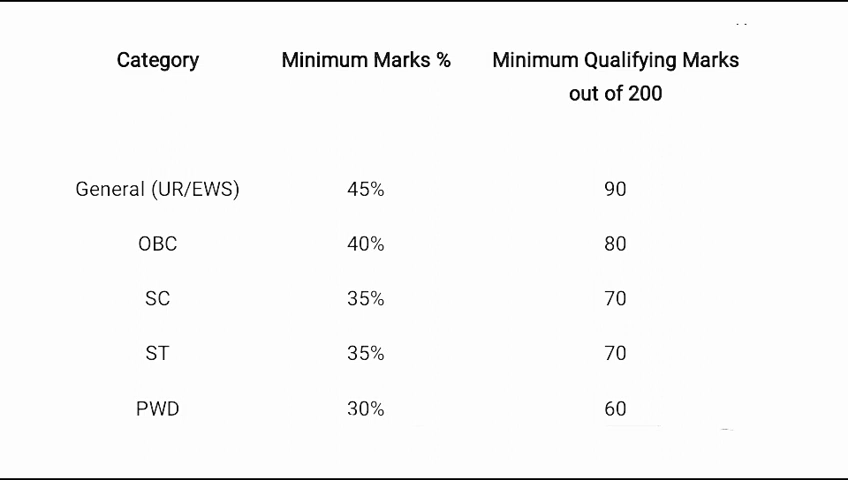 Category Minimum Marks % Minimum Qualifying Marks
out of 200
General (UR/EWS) 45% 90
OBC 40% 80
SC 35% 70
ST 35% 70
PWD 30% 60